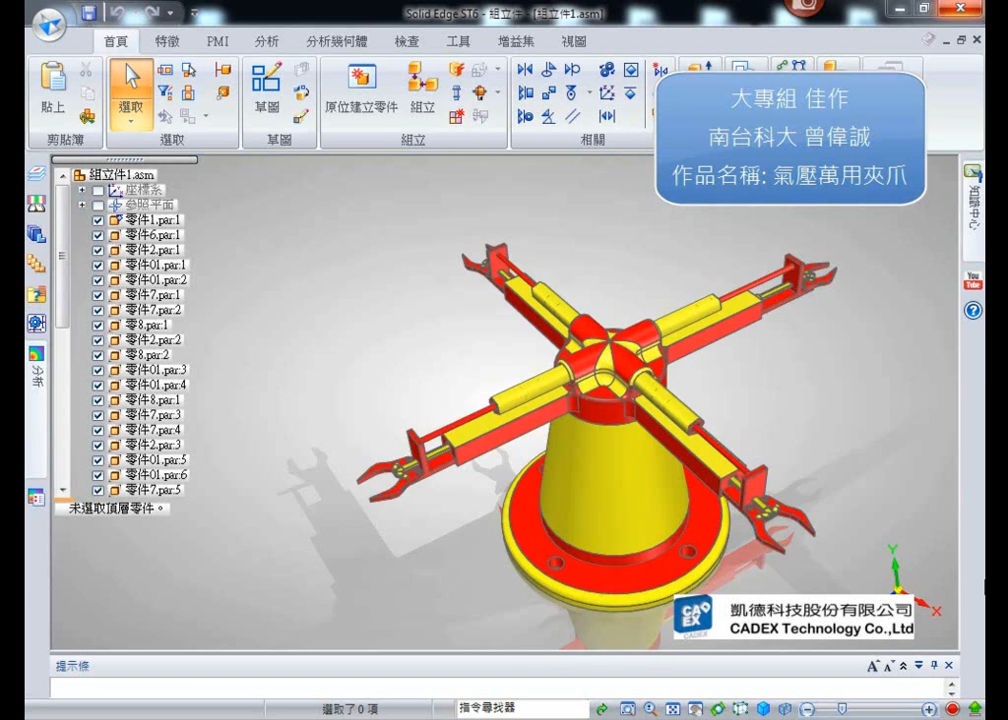 Solid Edge ST6 - 組立件 - [組立件1.asm]
首頁 特徵 PMI 分析 分析幾何體 檢查 工具 增益集 視圖
貼上
選取
草圖
原位建立零件
組立
剪貼簿 選取 草圖 組立 相關
大專組 佳作
南台科大 曾偉誠
作品名稱: 氣壓萬用夾爪
組立件1.asm
座標系
參照平面
零件1.par:1
零件6.par:1
零件2.par:1
零件01.par:1
零件01.par:2
零件7.par:1
零件7.par:2
零8.par:1
零件2.par:2
零8.par:2
零件01.par:3
零件01.par:4
零件8.par:1
零件7.par:3
零件7.par:4
零件2.par:3
零件01.par:5
零件01.par:6
零件7.par:5
未選取頂層零件。
分析
知識中心
You Tube
Y
X
CADEX
CADEX
凱德科技股份有限公司
CADEX Technology Co.,Ltd
提示條
選取了 0 項
指令尋找器